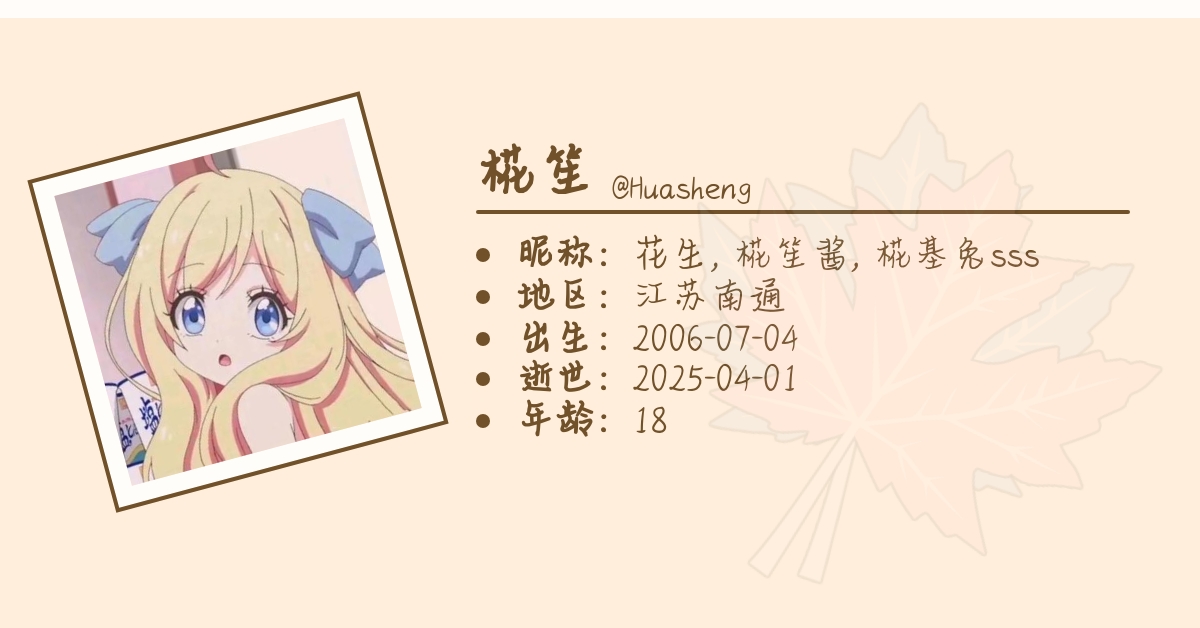 椛笙 @Huasheng
• 昵称：花生, 椛笙酱, 椛基兔sss
• 地区：江苏南通
• 出生：2006-07-04
• 逝世：2025-04-01
• 年龄：18